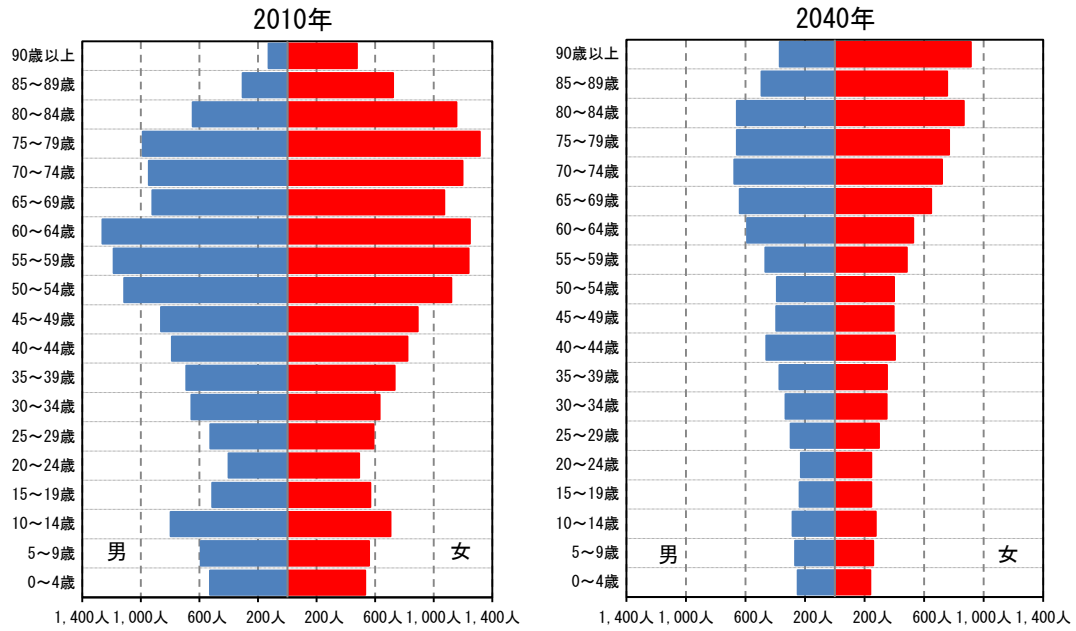 2010年
90歳以上
85～89歳
80～84歳
75～79歳
70～74歳
65～69歳
60～64歳
55～59歳
50～54歳
45～49歳
40～44歳
35～39歳
30～34歳
25～29歳
20～24歳
15～19歳
10～14歳
5～9歳
0～4歳
男
女
1,400人 1,000人 600人 200人 200人 600人 1,000人 1,400人
2040年
90歳以上
85～89歳
80～84歳
75～79歳
70～74歳
65～69歳
60～64歳
55～59歳
50～54歳
45～49歳
40～44歳
35～39歳
30～34歳
25～29歳
20～24歳
15～19歳
10～14歳
5～9歳
0～4歳
男
女
1,400人 1,000人 600人 200人 200人 600人 1,000人 1,400人